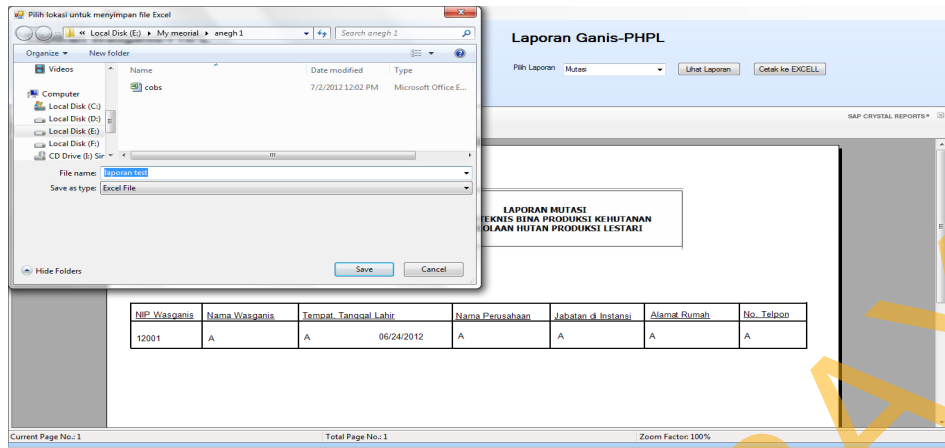 Pilih lokasi untuk menyimpan file Excel
« Local Disk (E:) ▸ My meorial ▸ anegh 1
Search anegh 1
Organize
New folder
Videos
Computer
Local Disk (C:)
Local Disk (D:)
Local Disk (E:)
Local Disk (F:)
CD Drive (I:) Sir
Name
Date modified
Type
cobs
7/2/2012 12:02 PM
Microsoft Office E...
File name: laporan test
Save as type: Excel File
Hide Folders
Save
Cancel
Laporan Ganis-PHPL
Pilih Laporan
Mutasi
Lihat Laporan
Cetak ke EXCELL
SAP CRYSTAL REPORTS®
LAPORAN MUTASI
TEKNIS BINA PRODUKSI KEHUTANAN
OLAAN HUTAN PRODUKSI LESTARI
NIP Wasganis Nama Wasganis Tempat, Tanggal Lahir Nama Perusahaan Jabatan di Instansi Alamat Rumah No. Telpon
12001 A A 06/24/2012 A A A A
Current Page No.: 1
Total Page No.: 1
Zoom Factor: 100%